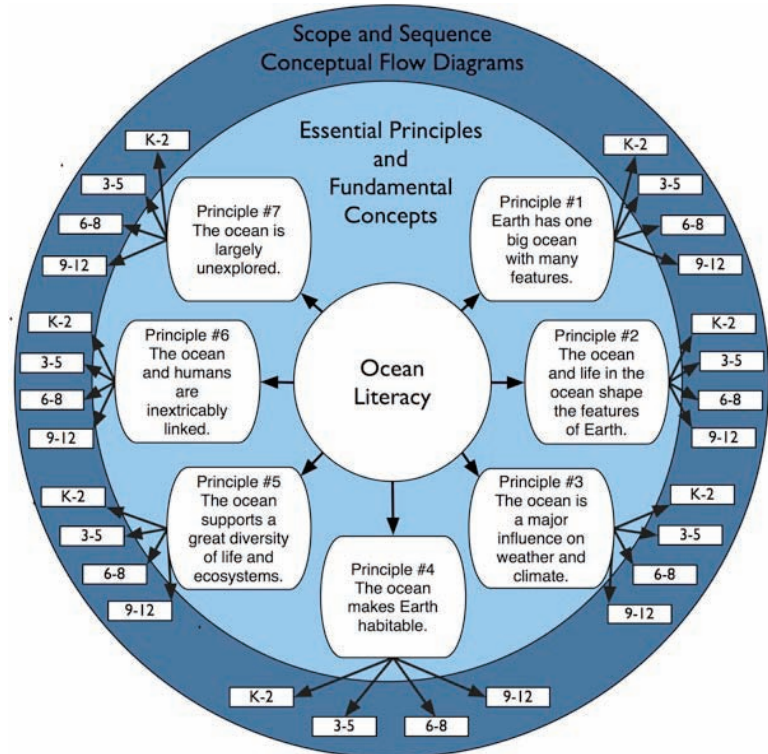 Scope and Sequence
Conceptual Flow Diagrams
Essential Principles
and
Fundamental
Concepts
Ocean
Literacy
Principle #1
Earth has one
big ocean
with many
features.
K-2
3-5
6-8
9-12
Principle #2
The ocean
and life in the
ocean shape
the features
of Earth.
K-2
3-5
6-8
9-12
Principle #3
The ocean is
a major
influence on
weather and
climate.
K-2
3-5
6-8
9-12
Principle #4
The ocean
makes Earth
habitable.
K-2
3-5
6-8
9-12
Principle #5
The ocean
supports a
great diversity
of life and
ecosystems.
K-2
3-5
6-8
9-12
Principle #6
The ocean
and humans
are
inextricably
linked.
K-2
3-5
6-8
9-12
Principle #7
The ocean is
largely
unexplored.
K-2
3-5
6-8
9-12